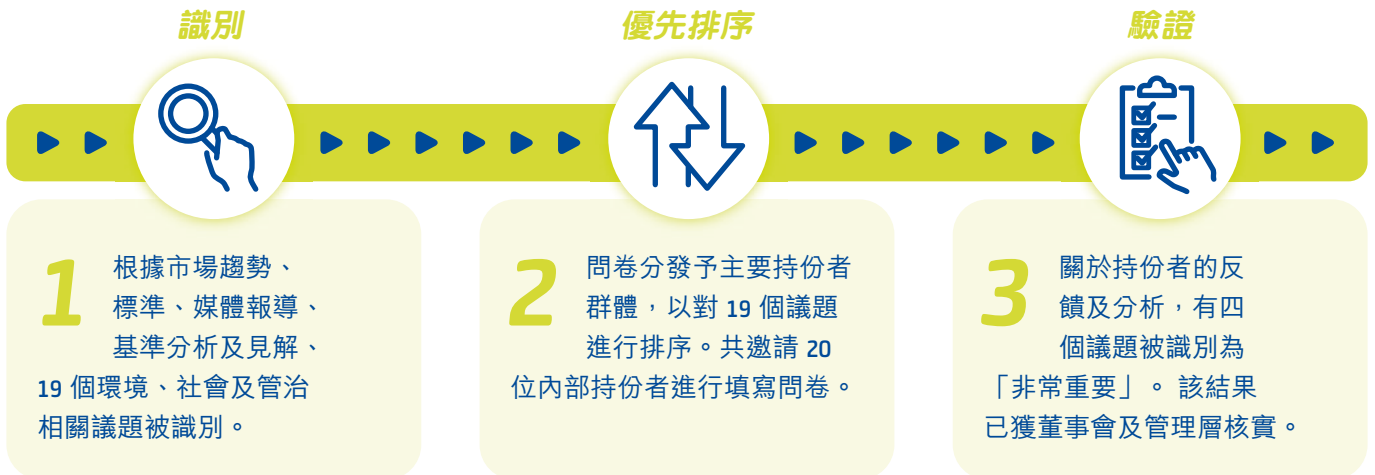 識別
優先排序
驗證
1
根據市場趨勢、
標準、媒體報導、
基準分析及見解、
19 個環境、社會及管治
相關議題被識別。
2
問卷分發予主要持份者
群體，以對 19 個議題
進行排序。共邀請 20
位內部持份者進行填寫問卷。
3
關於持份者的反
饋及分析，有四
個議題被識別為
「非常重要」。 該結果
已獲董事會及管理層核實。